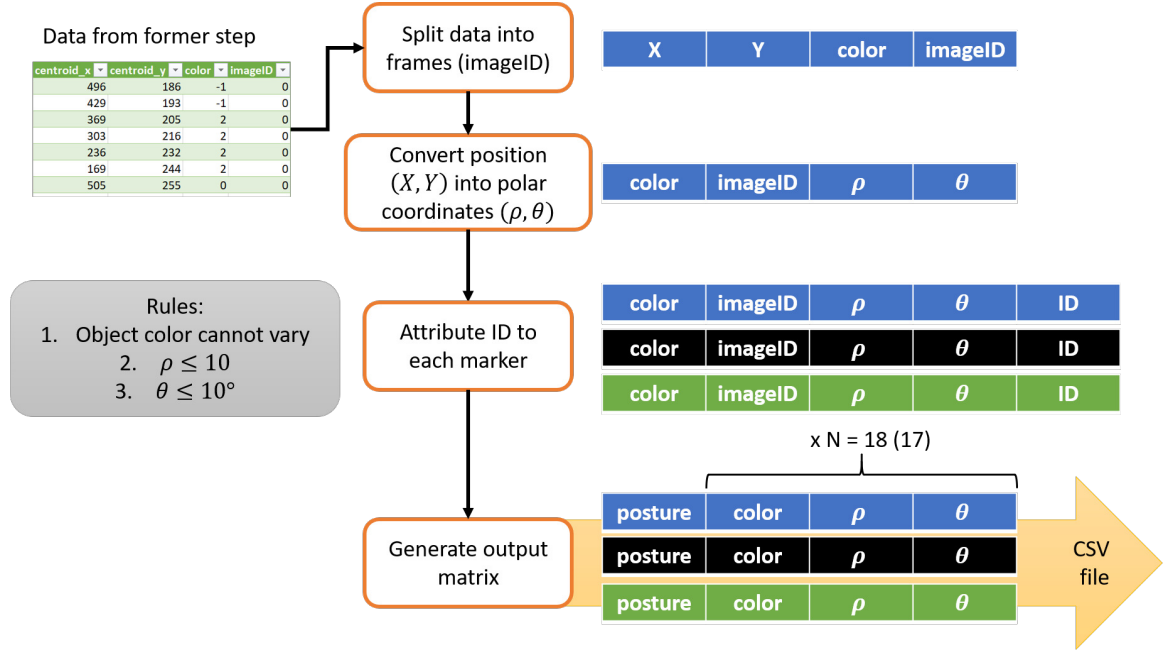 Data from former step
centroid_x centroid_y color imageID
496 186 -1 0
429 193 -1 0
369 205 2 0
303 216 2 0
236 232 2 0
169 244 2 0
505 255 0 0
Split data into
frames (imageID)
X Y color imageID
Convert position
(X, Y) into polar
coordinates (ρ, θ)
color imageID ρ θ
Rules:
1. Object color cannot vary
2. ρ ≤ 10
3. θ ≤ 10°
Attribute ID to
each marker
color imageID ρ θ ID
color imageID ρ θ ID
color imageID ρ θ ID
x N = 18 (17)
Generate output
matrix
posture color ρ θ
posture color ρ θ
posture color ρ θ
CSV
file